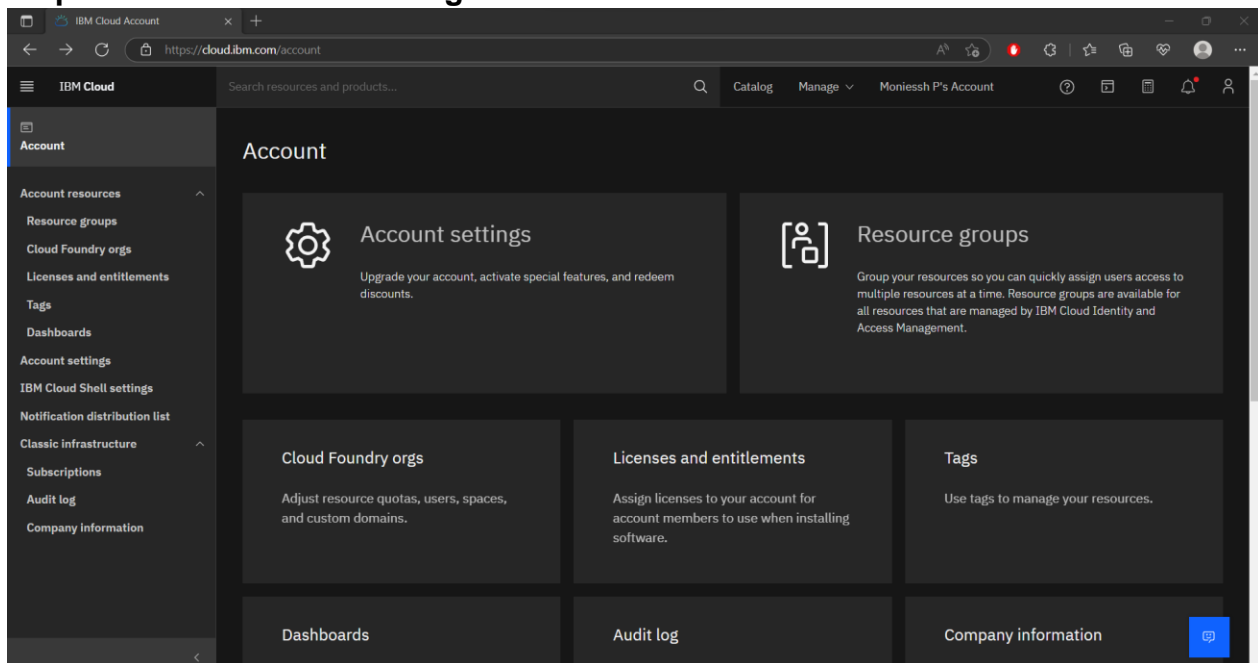 IBM Cloud Account
https://cloud.ibm.com/account
IBM Cloud
Search resources and products...
Catalog
Manage
Moniessh P's Account
Account
Account resources
Resource groups
Cloud Foundry orgs
Licenses and entitlements
Tags
Dashboards
Account settings
IBM Cloud Shell settings
Notification distribution list
Classic infrastructure
Subscriptions
Audit log
Company information
Account
Account settings
Upgrade your account, activate special features, and redeem
discounts.
Resource groups
Group your resources so you can quickly assign users access to
multiple resources at a time. Resource groups are available for
all resources that are managed by IBM Cloud Identity and
Access Management.
Cloud Foundry orgs
Adjust resource quotas, users, spaces,
and custom domains.
Licenses and entitlements
Assign licenses to your account for
account members to use when installing
software.
Tags
Use tags to manage your resources.
Dashboards
Audit log
Company information